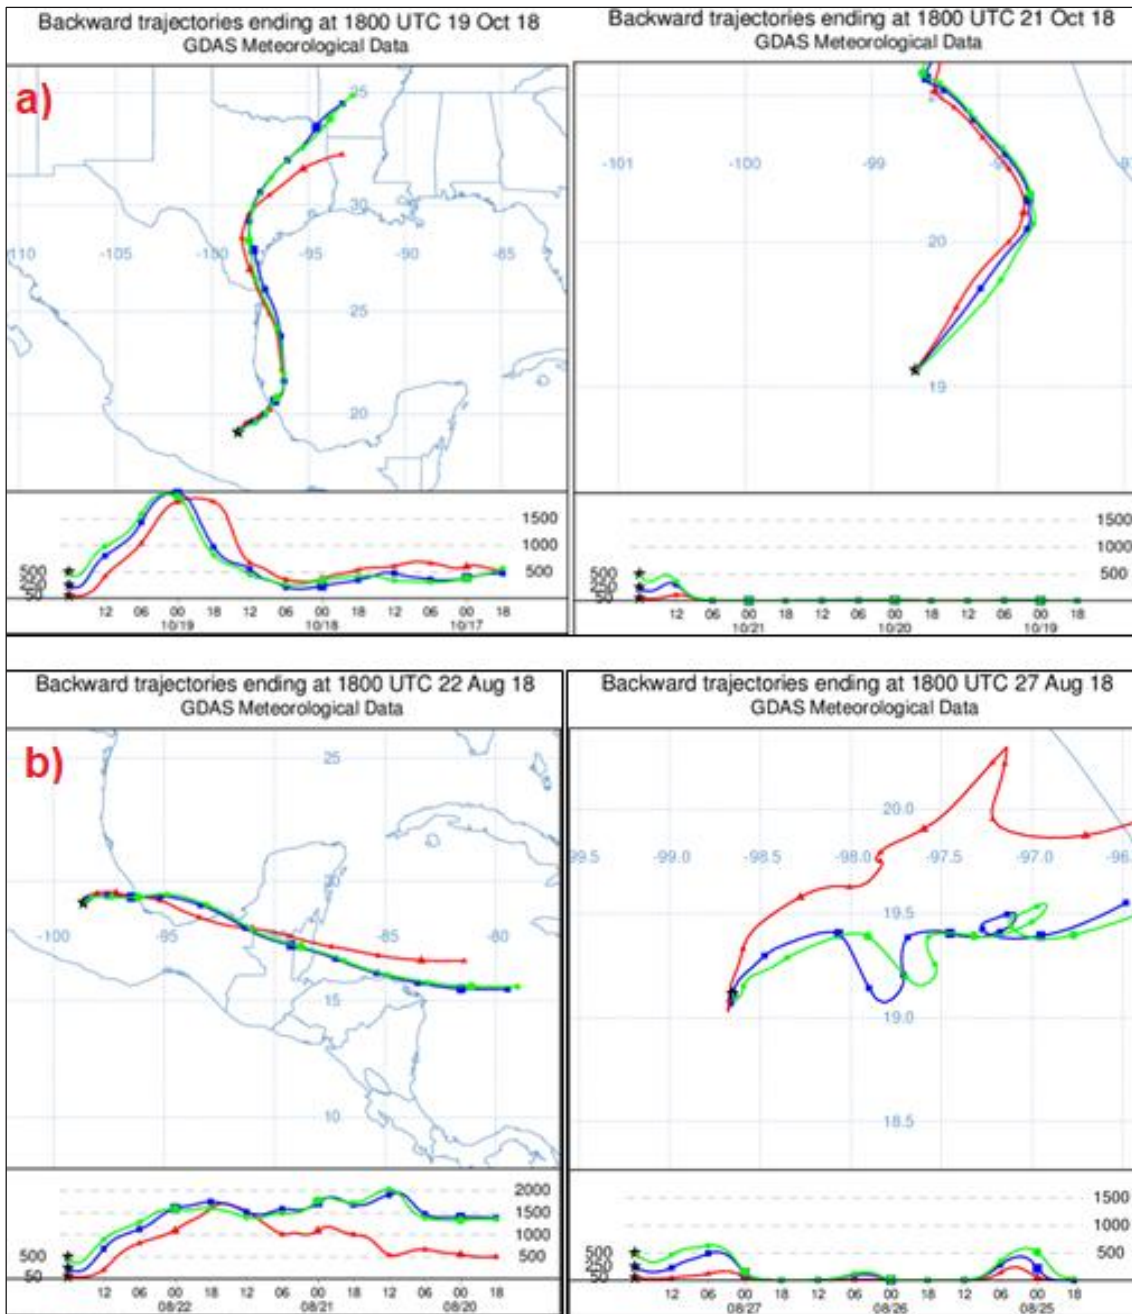 Backward trajectories ending at 1800 UTC 19 Oct 18
GDAS Meteorological Data
a)
35
30
-110 -105 -100 -95 -90 -85
25
20
1500
1000
500
500
250
50
12 06 00 18 12 06 00 18 12 06 00 18
10/19 10/18 10/17
Backward trajectories ending at 1800 UTC 21 Oct 18
GDAS Meteorological Data
-101 -100 -99
20
19
1500
1000
500
500
250
50
12 06 00 18 12 06 00 18 12 06 00 18
10/21 10/20 10/19
Backward trajectories ending at 1800 UTC 22 Aug 18
GDAS Meteorological Data
b)
25
-100 -95 -85 -80
15
10
2000
1500
1000
500
500
250
50
12 06 00 18 12 06 00 18 12 06 00 18
08/22 08/21 08/20
Backward trajectories ending at 1800 UTC 27 Aug 18
GDAS Meteorological Data
20.0
-99.0 -98.5 -98.0 -97.5 -97.0
19.5
19.0
18.5
1500
1000
500
500
250
50
12 06 00 18 12 06 00 18 12 06 00 18
08/27 08/26 08/25